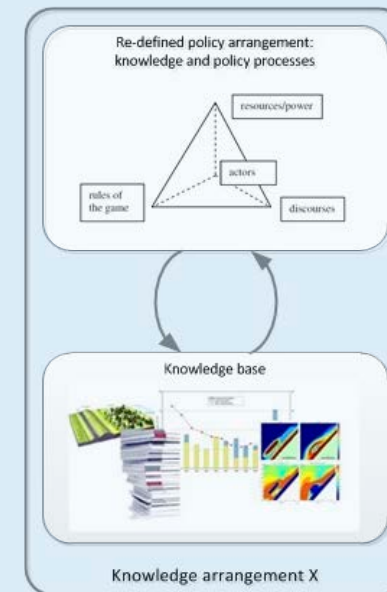 Re-defined policy arrangement:
knowledge and policy processes
resources/power
actors
rules of
the game
discourses
Knowledge base
Knowledge arrangement X